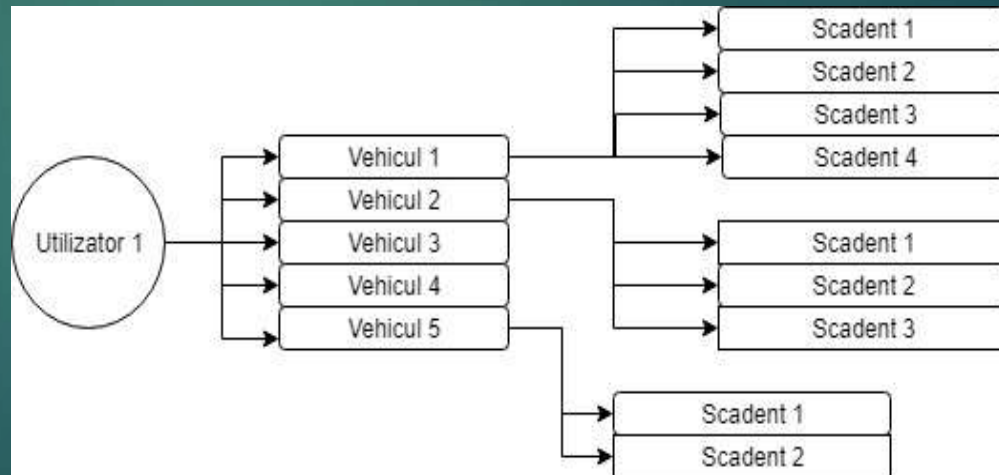 Utilizator 1
Vehicul 1
Vehicul 2
Vehicul 3
Vehicul 4
Vehicul 5
Scadent 1
Scadent 2
Scadent 3
Scadent 4
Scadent 1
Scadent 2
Scadent 3
Scadent 1
Scadent 2